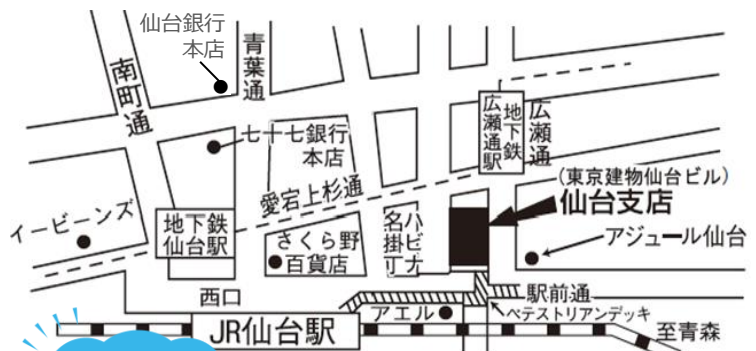 仙台銀行
本店
青葉通
南町通
七十七銀行
本店
地下鉄
広瀬通駅
広瀬通
愛宕上杉通
(東京建物仙台ビル)
仙台支店
イービーンズ
地下鉄
仙台駅
さくら野
百貨店
ハピナ
名掛丁
アジュール仙台
西口
駅前通
アエル
ペデストリアンデッキ
JR仙台駅
至青森